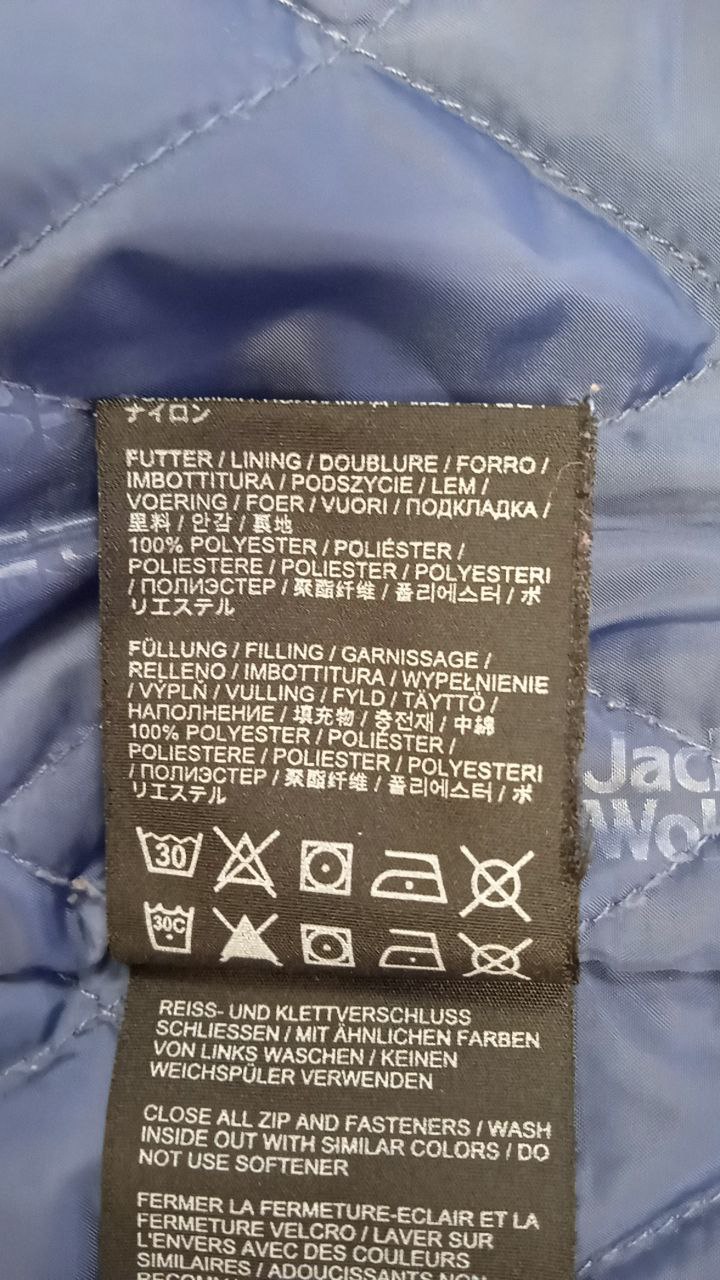 ナイロン
FUTTER / LINING / DOUBLURE / FORRO /
IMBOTTITURA / PODSZYCIE / LEM /
VOERING / FOER / VUORI / ПОДКЛАДКА /
里料 / 안감 / 裏地
100% POLYESTER / POLIÉSTER /
POLIESTERE / POLIESTER / POLYESTERI
/ ПОЛИЭСТЕР / 聚酯纤维 / 폴리에스터 / ポ
リエステル
FÜLLUNG / FILLING / GARNISSAGE /
RELLENO / IMBOTTITURA / WYPEŁNIENIE
/ VÝPLŇ / VULLING / FYLD / TÄYTTÖ /
НАПОЛНЕНИЕ / 填充物 / 충전재 / 中綿
100% POLYESTER / POLIÉSTER /
POLIESTERE / POLIESTER / POLYESTERI
/ ПОЛИЭСТЕР / 聚酯纤维 / 폴리에스터 / ポ
リエステル
Jac
Wol
30
30C
REISS- UND KLETTVERSCHLUSS
SCHLIESSEN / MIT ÄHNLICHEN FARBEN
VON LINKS WASCHEN / KEINEN
WEICHSPÜLER VERWENDEN
CLOSE ALL ZIP AND FASTENERS / WASH
INSIDE OUT WITH SIMILAR COLORS / DO
NOT USE SOFTENER
FERMER LA FERMETURE-ECLAIR ET LA
FERMETURE VELCRO / LAVER SUR
L'ENVERS AVEC DES COULEURS
SIMILAIRES / ADOUCISSANTS NON